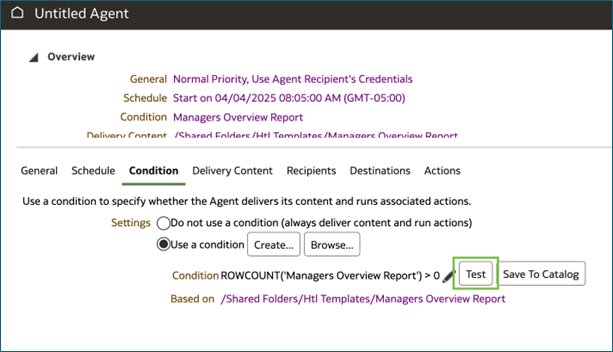 Untitled Agent
Overview
General Normal Priority, Use Agent Recipient's Credentials
Schedule Start on 04/04/2025 08:05:00 AM (GMT-05:00)
Condition Managers Overview Report
Delivery Content /Shared Folders/Htl Templates/Managers Overview Report
General Schedule Condition Delivery Content Recipients Destinations Actions
Use a condition to specify whether the Agent delivers its content and runs associated actions.
Settings Do not use a condition (always deliver content and run actions)
Use a condition Create... Browse...
Condition ROWCOUNT('Managers Overview Report') > 0 Test Save To Catalog
Based on /Shared Folders/Htl Templates/Managers Overview Report